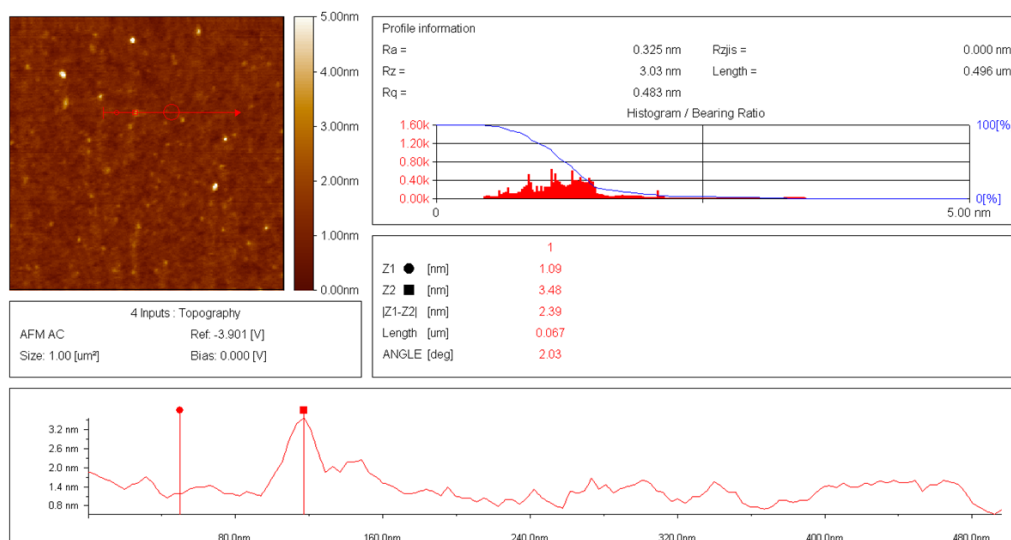 5.00nm
4.00nm
3.00nm
2.00nm
1.00nm
0.00nm
Profile information
Ra = 0.325 nm Rzjis = 0.000 nm
Rz = 3.03 nm Length = 0.496 um
Rq = 0.483 nm
Histogram / Bearing Ratio
1.60k 100[%]
1.20k
0.80k
0.40k
0.00k 0[%]
0 5.00 nm
4 Inputs : Topography
AFM AC Ref: -3.901 [V]
Size: 1.00 [um²] Bias: 0.000 [V]
1
Z1 [nm] 1.09
Z2 [nm] 3.48
|Z1-Z2| [nm] 2.39
Length [um] 0.067
ANGLE [deg] 2.03
3.2 nm
2.6 nm
2.0 nm
1.4 nm
0.8 nm
80.0nm 160.0nm 240.0nm 320.0nm 400.0nm 480.0nm